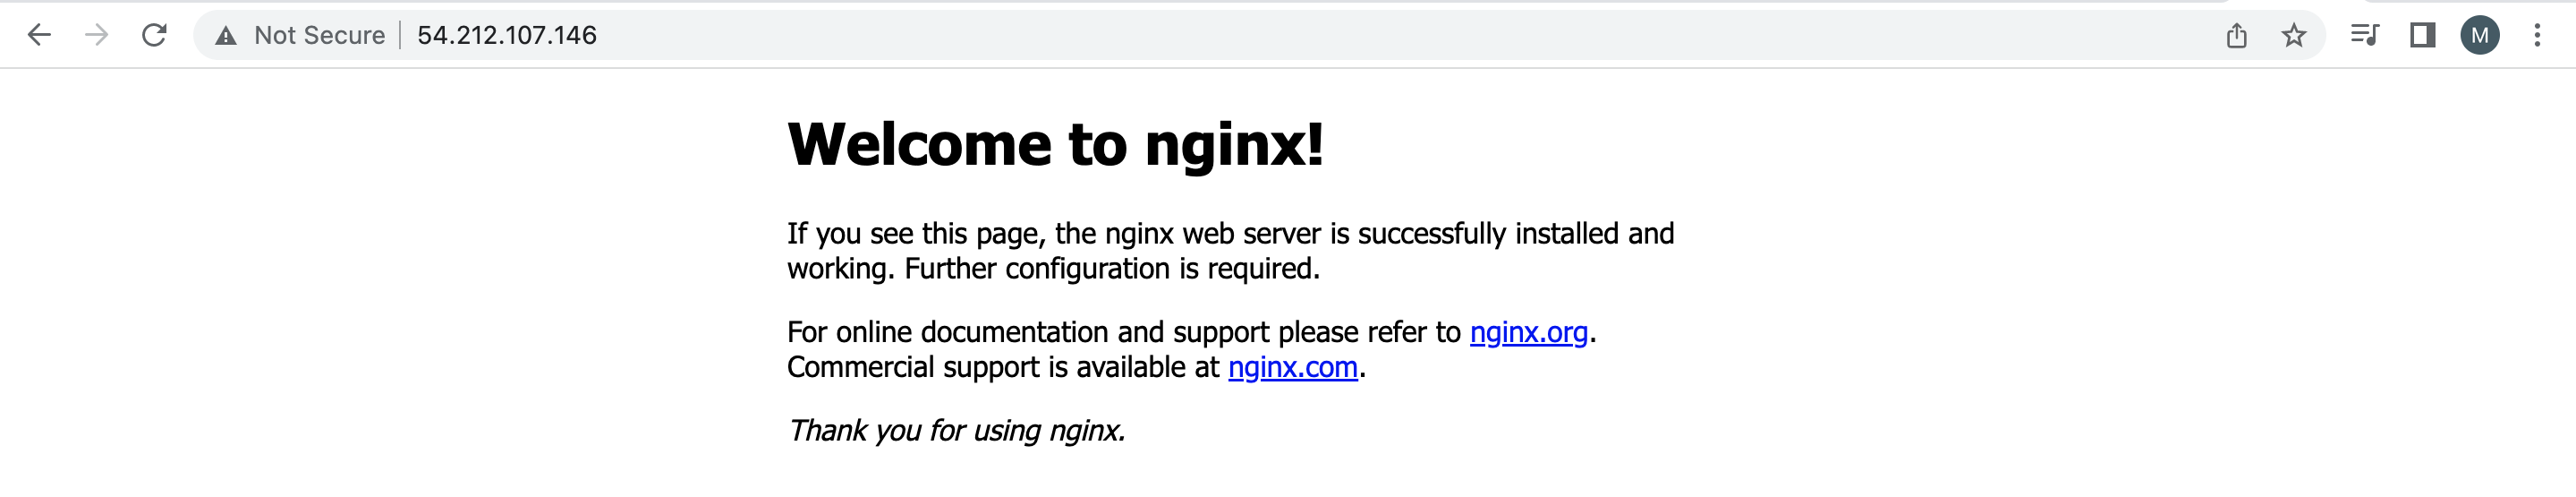 Not Secure | 54.212.107.146
M
Welcome to nginx!
If you see this page, the nginx web server is successfully installed and
working. Further configuration is required.
For online documentation and support please refer to nginx.org.
Commercial support is available at nginx.com.
Thank you for using nginx.